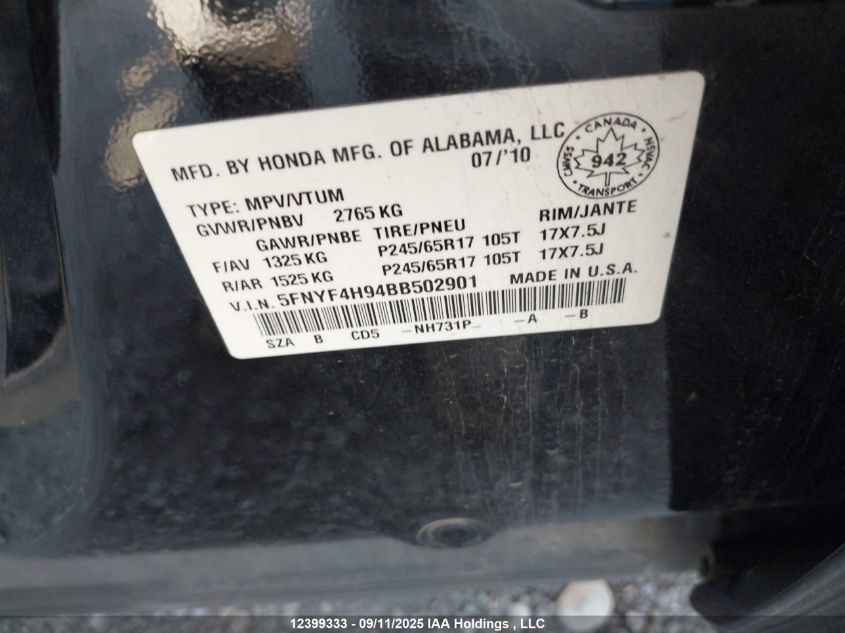 MFD. BY HONDA MFG. OF ALABAMA, LLC
07/'10
CANADA
CMVSS
942
NSVAC
TRANSPORT
TYPE: MPV/VTUM
GVWR/PNBV 2765 KG
GAWR/PNBE TIRE/PNEU RIM/JANTE
F/AV 1325 KG P245/65R17 105T 17X7.5J
R/AR 1525 KG P245/65R17 105T 17X7.5J
V.I.N. 5FNYF4H94BB502901 MADE IN U.S.A.
SZA B CD5 -NH731P- -A -B
12399333 - 09/11/2025 IAA Holdings , LLC